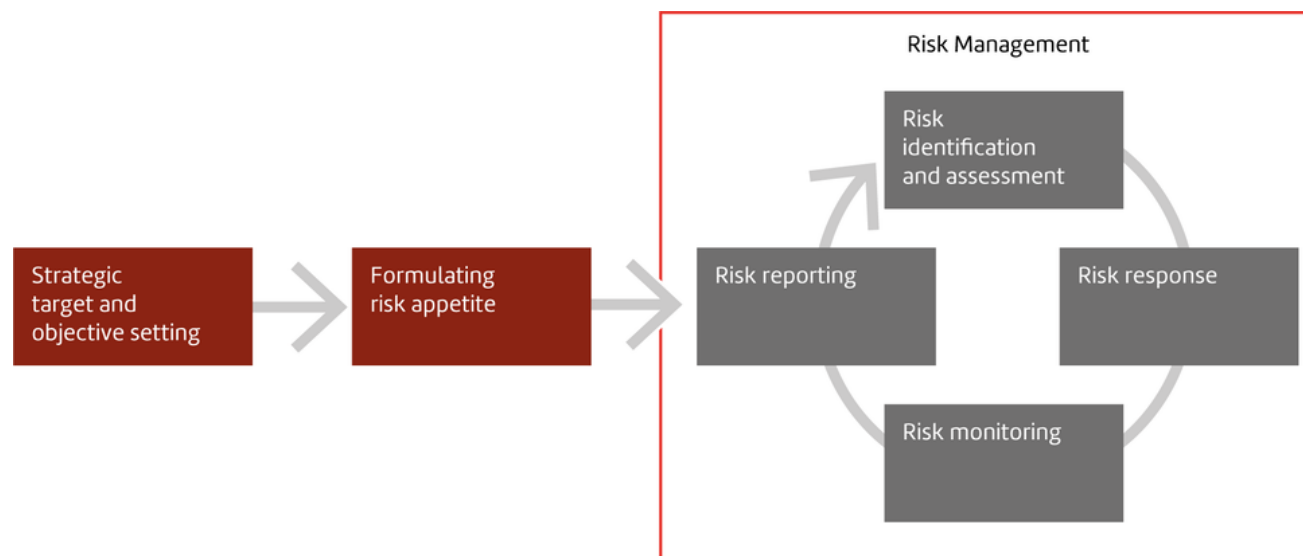 Risk Management
Risk
identification
and assessment
Strategic
target and
objective setting
Formulating
risk appetite
Risk reporting
Risk response
Risk monitoring